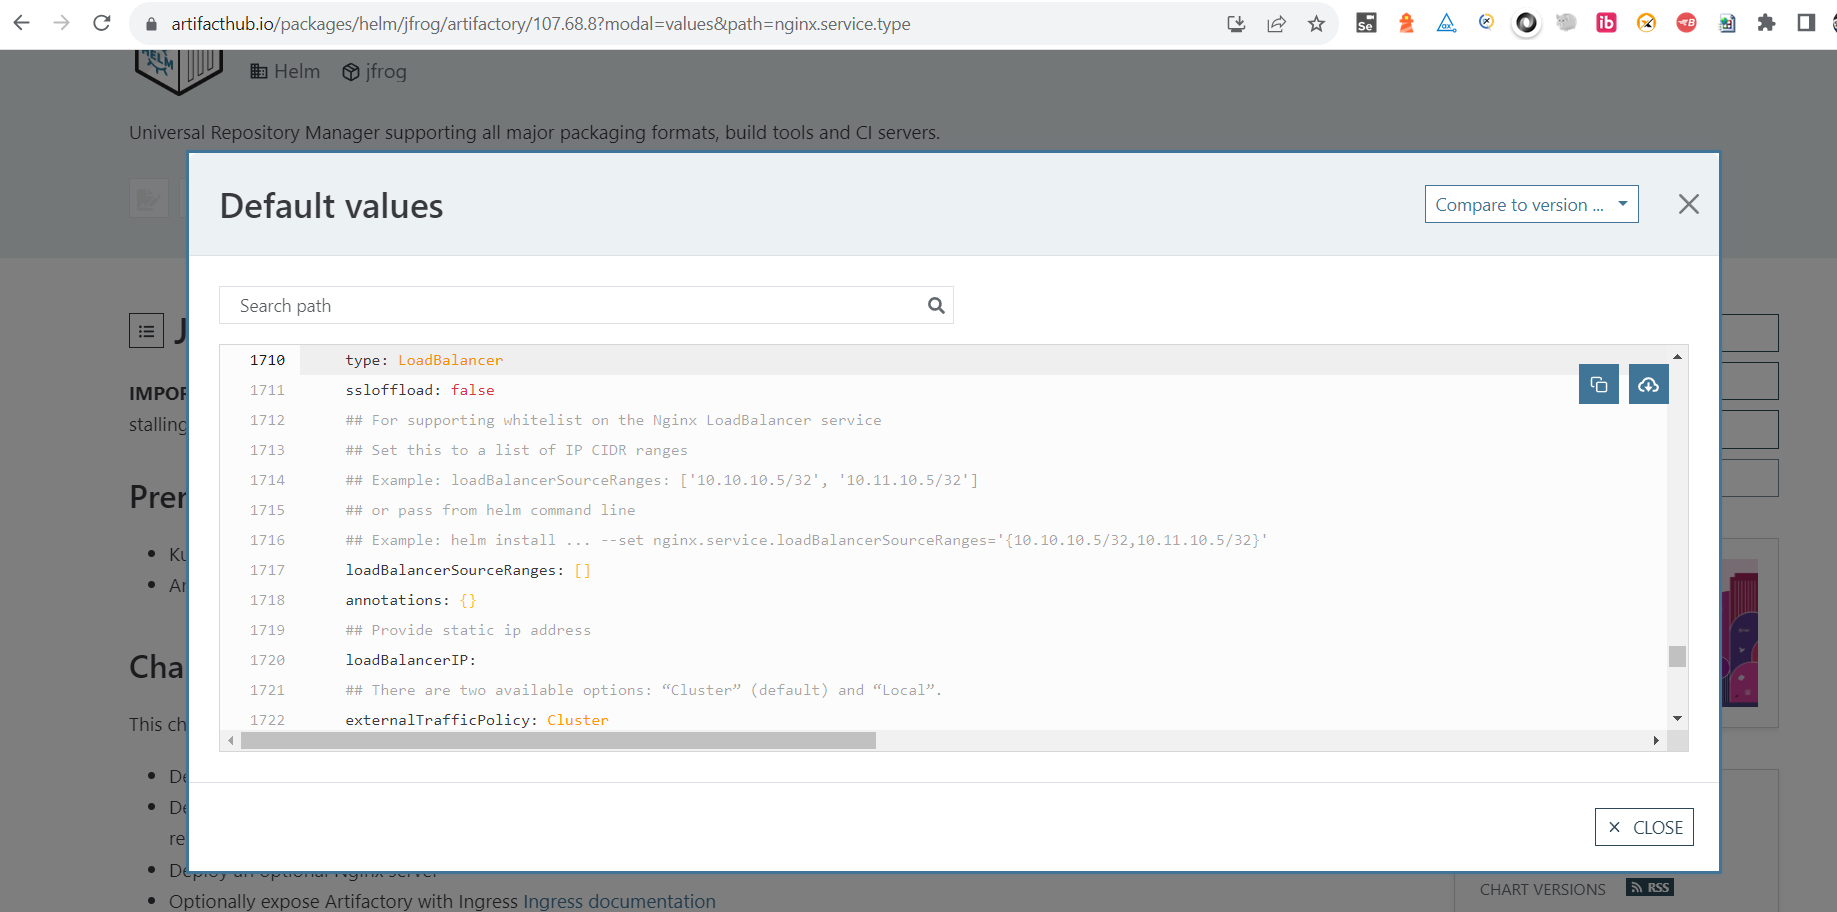 artifacthub.io/packages/helm/jfrog/artifactory/107.68.8?modal=values&path=nginx.service.type
HELM
Helm jfrog
Universal Repository Manager supporting all major packaging formats, build tools and CI servers.
Default values
Compare to version ...
Search path
1710 type: LoadBalancer
1711 ssloffload: false
1712 ## For supporting whitelist on the Nginx LoadBalancer service
1713 ## Set this to a list of IP CIDR ranges
1714 ## Example: loadBalancerSourceRanges: ['10.10.10.5/32', '10.11.10.5/32']
1715 ## or pass from helm command line
1716 ## Example: helm install ... --set nginx.service.loadBalancerSourceRanges='{10.10.10.5/32,10.11.10.5/32}'
1717 loadBalancerSourceRanges: []
1718 annotations: {}
1719 ## Provide static ip address
1720 loadBalancerIP:
1721 ## There are two available options: “Cluster” (default) and “Local”.
1722 externalTrafficPolicy: Cluster
J
IMPOR
stalling
Prer
Ku
Ar
Cha
This ch
De
De
re
Deploy an optional Nginx server
Optionally expose Artifactory with Ingress Ingress documentation
CLOSE
CHART VERSIONS RSS